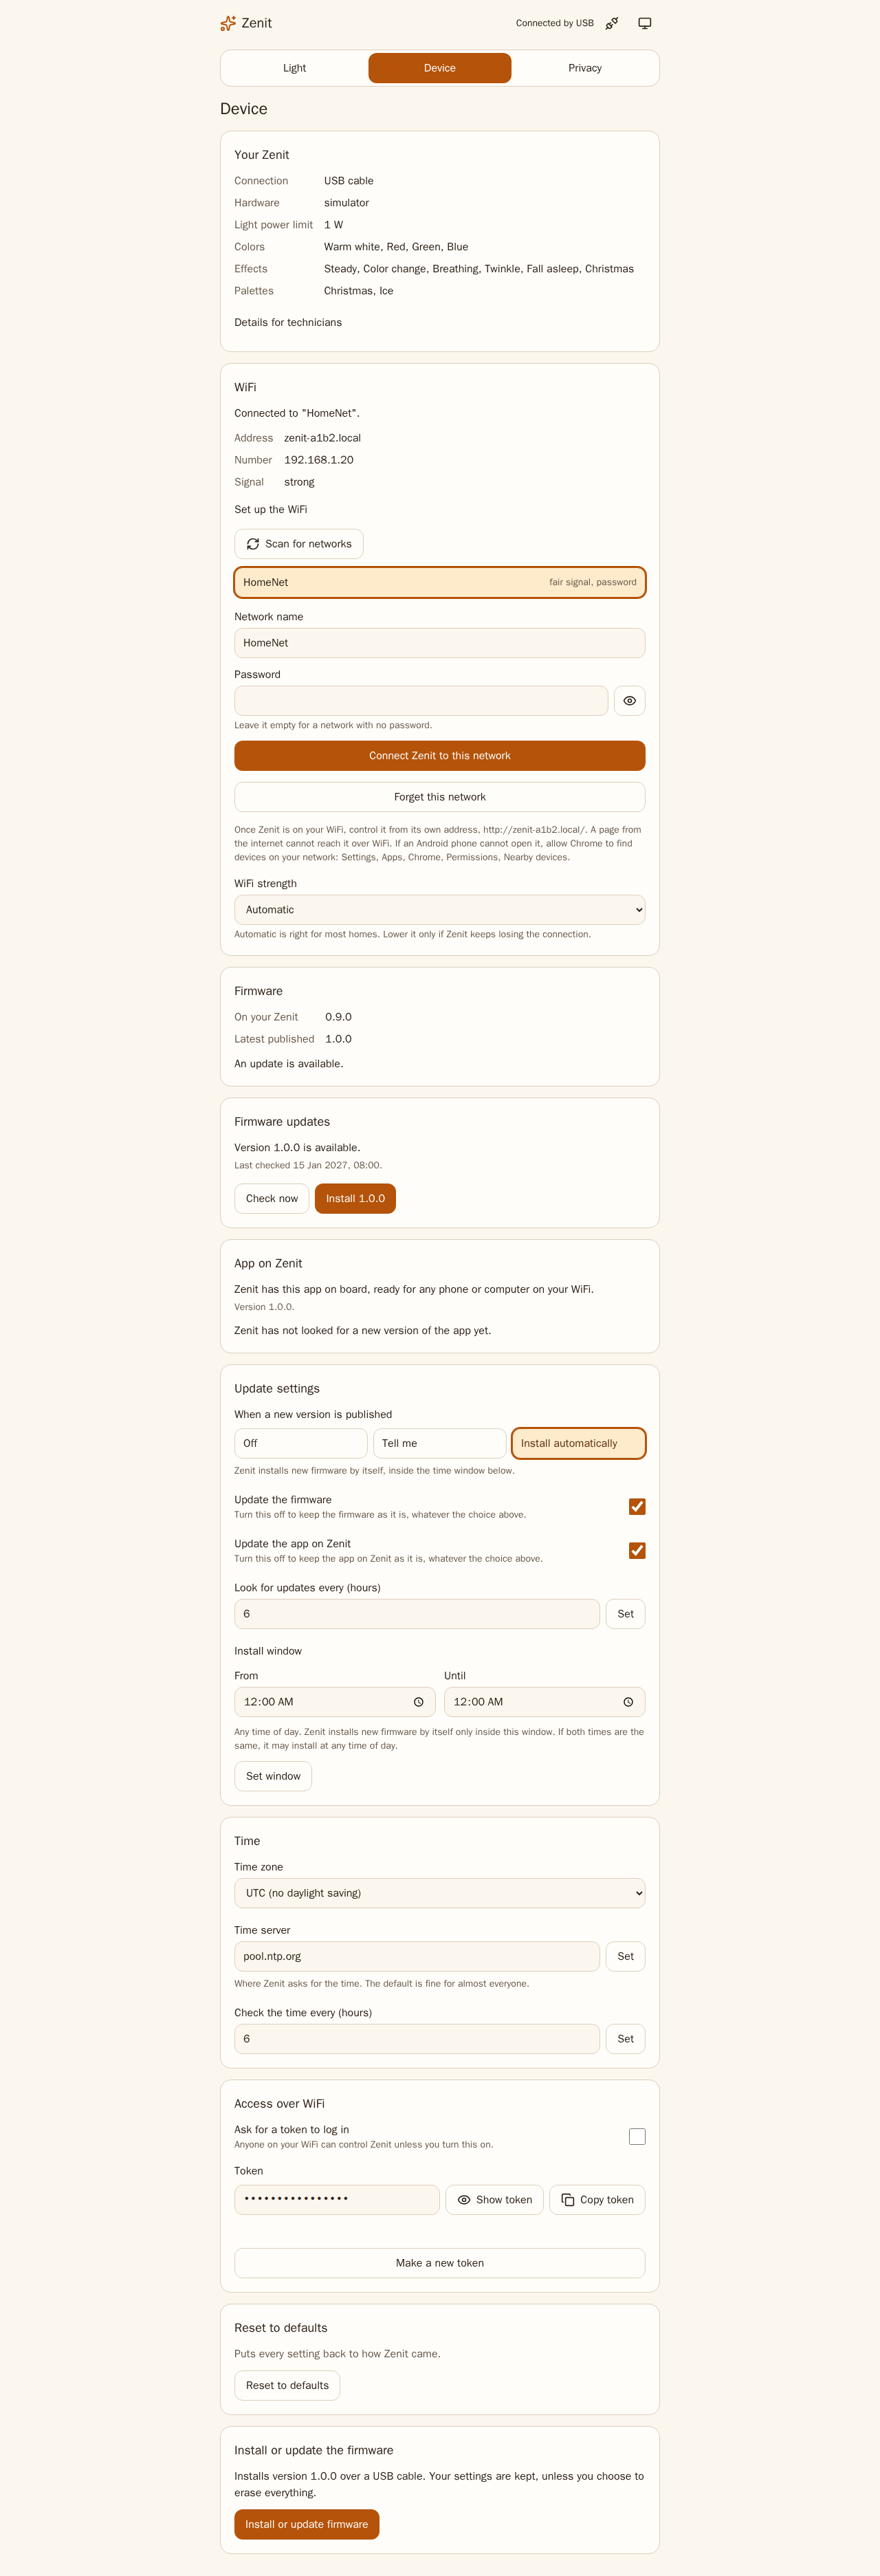 Zenit
Connected by USB
Light
Device
Privacy
Device
Your Zenit
Connection USB cable
Hardware simulator
Light power limit 1 W
Colors Warm white, Red, Green, Blue
Effects Steady, Color change, Breathing, Twinkle, Fall asleep, Christmas
Palettes Christmas, Ice
Details for technicians
WiFi
Connected to "HomeNet".
Address zenit-a1b2.local
Number 192.168.1.20
Signal strong
Set up the WiFi
Scan for networks
HomeNet fair signal, password
Network name
HomeNet
Password
Leave it empty for a network with no password.
Connect Zenit to this network
Forget this network
Once Zenit is on your WiFi, control it from its own address, http://zenit-a1b2.local/. A page from
the internet cannot reach it over WiFi. If an Android phone cannot open it, allow Chrome to find
devices on your network: Settings, Apps, Chrome, Permissions, Nearby devices.
WiFi strength
Automatic
Automatic is right for most homes. Lower it only if Zenit keeps losing the connection.
Firmware
On your Zenit 0.9.0
Latest published 1.0.0
An update is available.
Firmware updates
Version 1.0.0 is available.
Last checked 15 Jan 2027, 08:00.
Check now
Install 1.0.0
App on Zenit
Zenit has this app on board, ready for any phone or computer on your WiFi.
Version 1.0.0.
Zenit has not looked for a new version of the app yet.
Update settings
When a new version is published
Off
Tell me
Install automatically
Zenit installs new firmware by itself, inside the time window below.
Update the firmware
Turn this off to keep the firmware as it is, whatever the choice above.
Update the app on Zenit
Turn this off to keep the app on Zenit as it is, whatever the choice above.
Look for updates every (hours)
6
Set
Install window
From
Until
12:00 AM
12:00 AM
Any time of day. Zenit installs new firmware by itself only inside this window. If both times are the
same, it may install at any time of day.
Set window
Time
Time zone
UTC (no daylight saving)
Time server
pool.ntp.org
Set
Where Zenit asks for the time. The default is fine for almost everyone.
Check the time every (hours)
6
Set
Access over WiFi
Ask for a token to log in
Anyone on your WiFi can control Zenit unless you turn this on.
Token
••••••••••••••••
Show token
Copy token
Make a new token
Reset to defaults
Puts every setting back to how Zenit came.
Reset to defaults
Install or update the firmware
Installs version 1.0.0 over a USB cable. Your settings are kept, unless you choose to
erase everything.
Install or update firmware